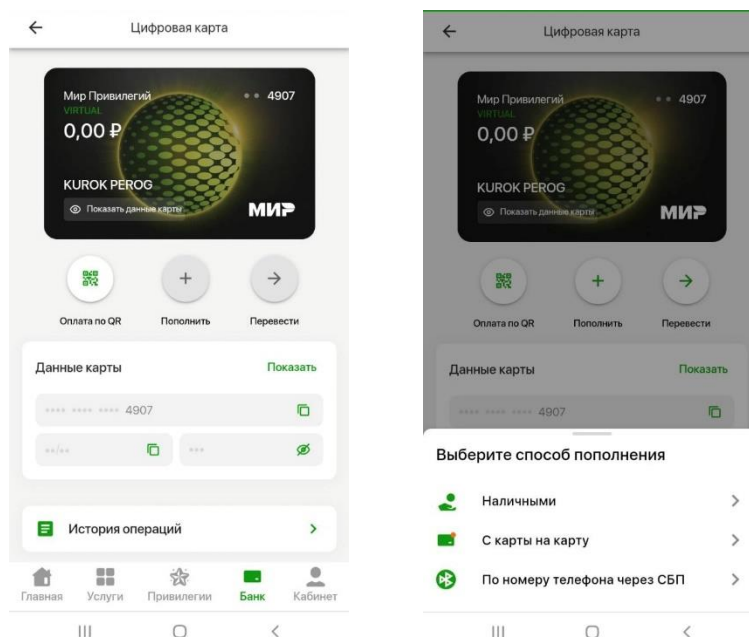 Цифровая карта
Мир Привилегий 4907
VIRTUAL
0,00 ₽
KUROK PEROG
Показать данные карты
МИР
Оплата по QR Пополнить Перевести
Данные карты Показать
•••• •••• •••• 4907
••/•• •••
История операций
Главная Услуги Привилегии Банк Кабинет
Цифровая карта
Мир Привилегий 4907
VIRTUAL
0,00 ₽
KUROK PEROG
Показать данные карты
МИР
Оплата по QR Пополнить Перевести
Данные карты Показать
•••• •••• •••• 4907
Выберите способ пополнения
Наличными
С карты на карту
По номеру телефона через СБП